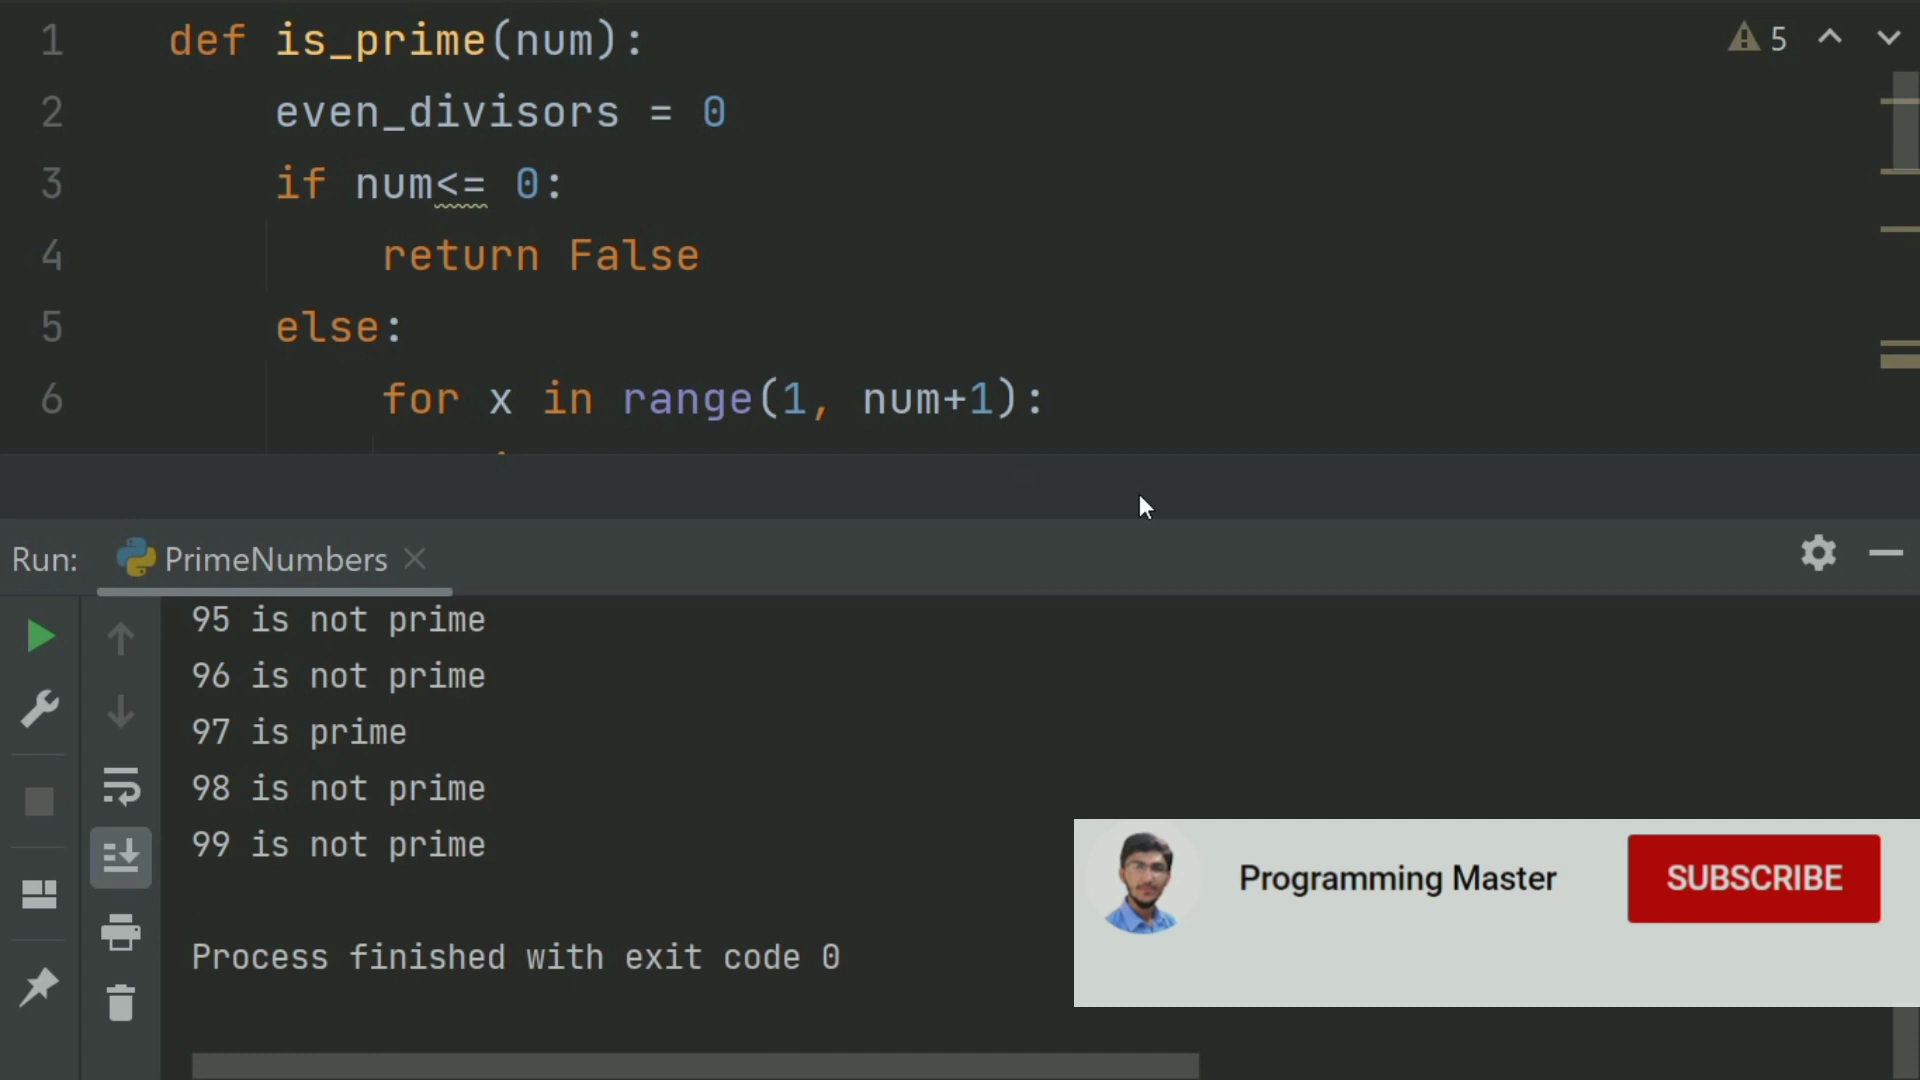 1 def is_prime(num):
2 even_divisors = 0
3 if num<= 0:
4 return False
5 else:
6 for x in range(1, num+1):
5
Run: PrimeNumbers
95 is not prime
96 is not prime
97 is prime
98 is not prime
99 is not prime
Process finished with exit code 0
Programming Master SUBSCRIBE